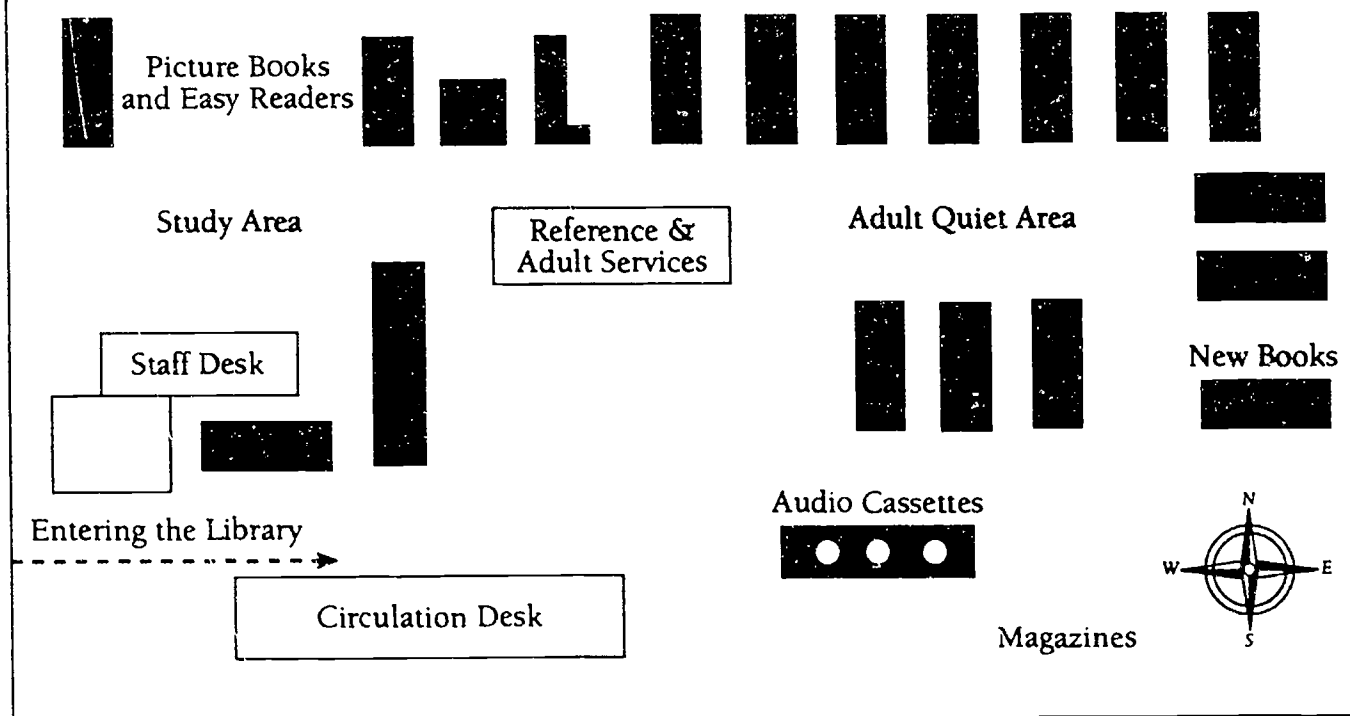 Picture Books
and Easy Readers
Study Area
Reference &
Adult Services
Adult Quiet Area
Staff Desk
New Books
Entering the Library
Audio Cassettes
Circulation Desk
Magazines
N
W
E
S